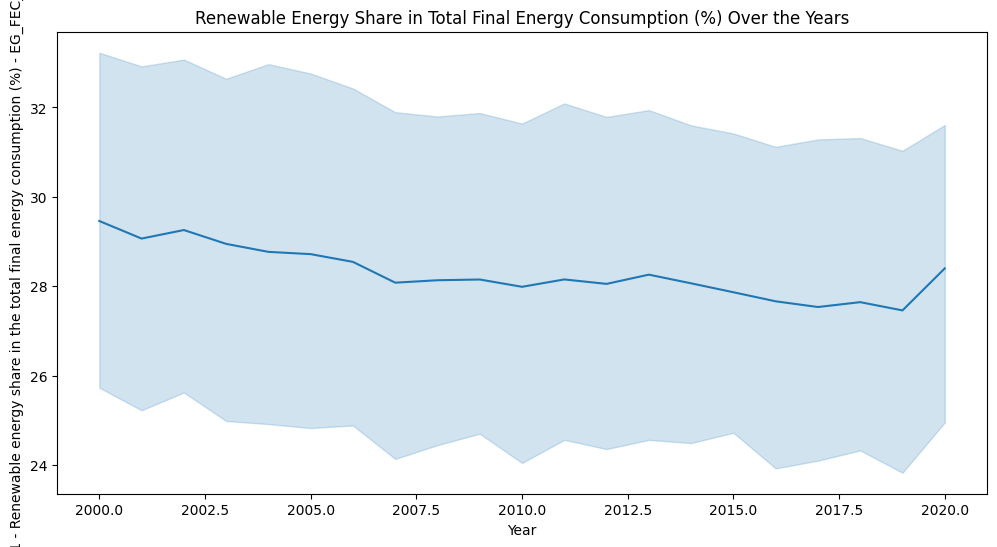 Renewable Energy Share in Total Final Energy Consumption (%) Over the Years
1 - Renewable energy share in the total final energy consumption (%) - EG_FEC_
32
30
28
26
24
2000.0 2002.5 2005.0 2007.5 2010.0 2012.5 2015.0 2017.5 2020.0
Year